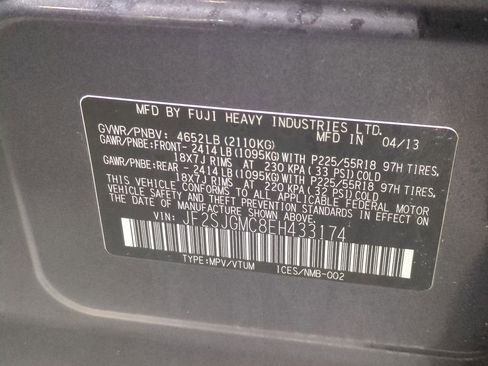 MFD BY FUJI HEAVY INDUSTRIES LTD.
GVWR/PNBV: 4652LB(2110KG) MFD IN 04/13
GAWR/PNBE:FRONT- 2414LB(1095KG)WITH P225/55R18 97H TIRES,
18X7J RIMS AT 230 KPA (33 PSI)COLD
GAWR/PNBE:REAR - 2414LB(1095KG)WITH P225/55R18 97H TIRES,
18X7J RIMS AT 220 KPA (32 PSI)COLD
THIS VEHICLE CONFORMS TO ALL APPLICABLE FEDERAL MOTOR
VEHICLE SAFETY AND THEFT PREVENTION STANDARDS IN EFFECT ON
THE DATE OF MANUFACTURE SHOWN ABOVE.
VIN: JF2SJGMC8EH433174
TYPE:MPV/VTUM ICES/NMB-002